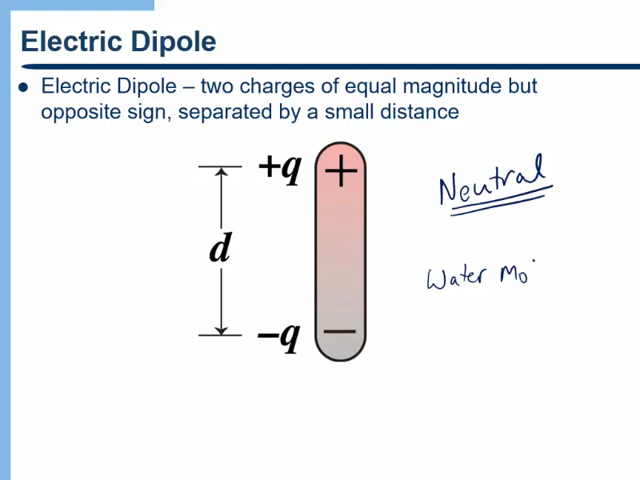 Electric Dipole
Electric Dipole – two charges of equal magnitude but
opposite sign, separated by a small distance
+q
+
Neutral
d
Water Mo
–q
–